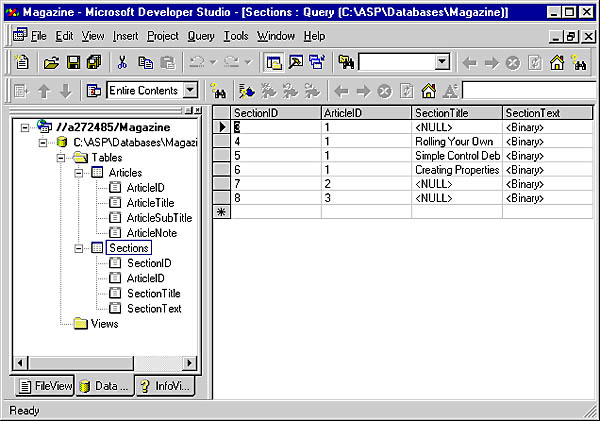 Magazine - Microsoft Developer Studio - [Sections : Query (C:\ASP\Databases\Magazine)]
File Edit View Insert Project Query Tools Window Help
Entire Contents
//a272485/Magazine
C:\ASP\Databases\Magazi
Tables
Articles
ArticleID
ArticleTitle
ArticleSubTitle
ArticleNote
Sections
SectionID
ArticleID
SectionTitle
SectionText
Views
FileView Data ... InfoVi...
SectionID ArticleID SectionTitle SectionText
3 1 <NULL> <Binary>
4 1 Rolling Your Own <Binary>
5 1 Simple Control Deb <Binary>
6 1 Creating Properties <Binary>
7 2 <NULL> <Binary>
8 3 <NULL> <Binary>
Ready